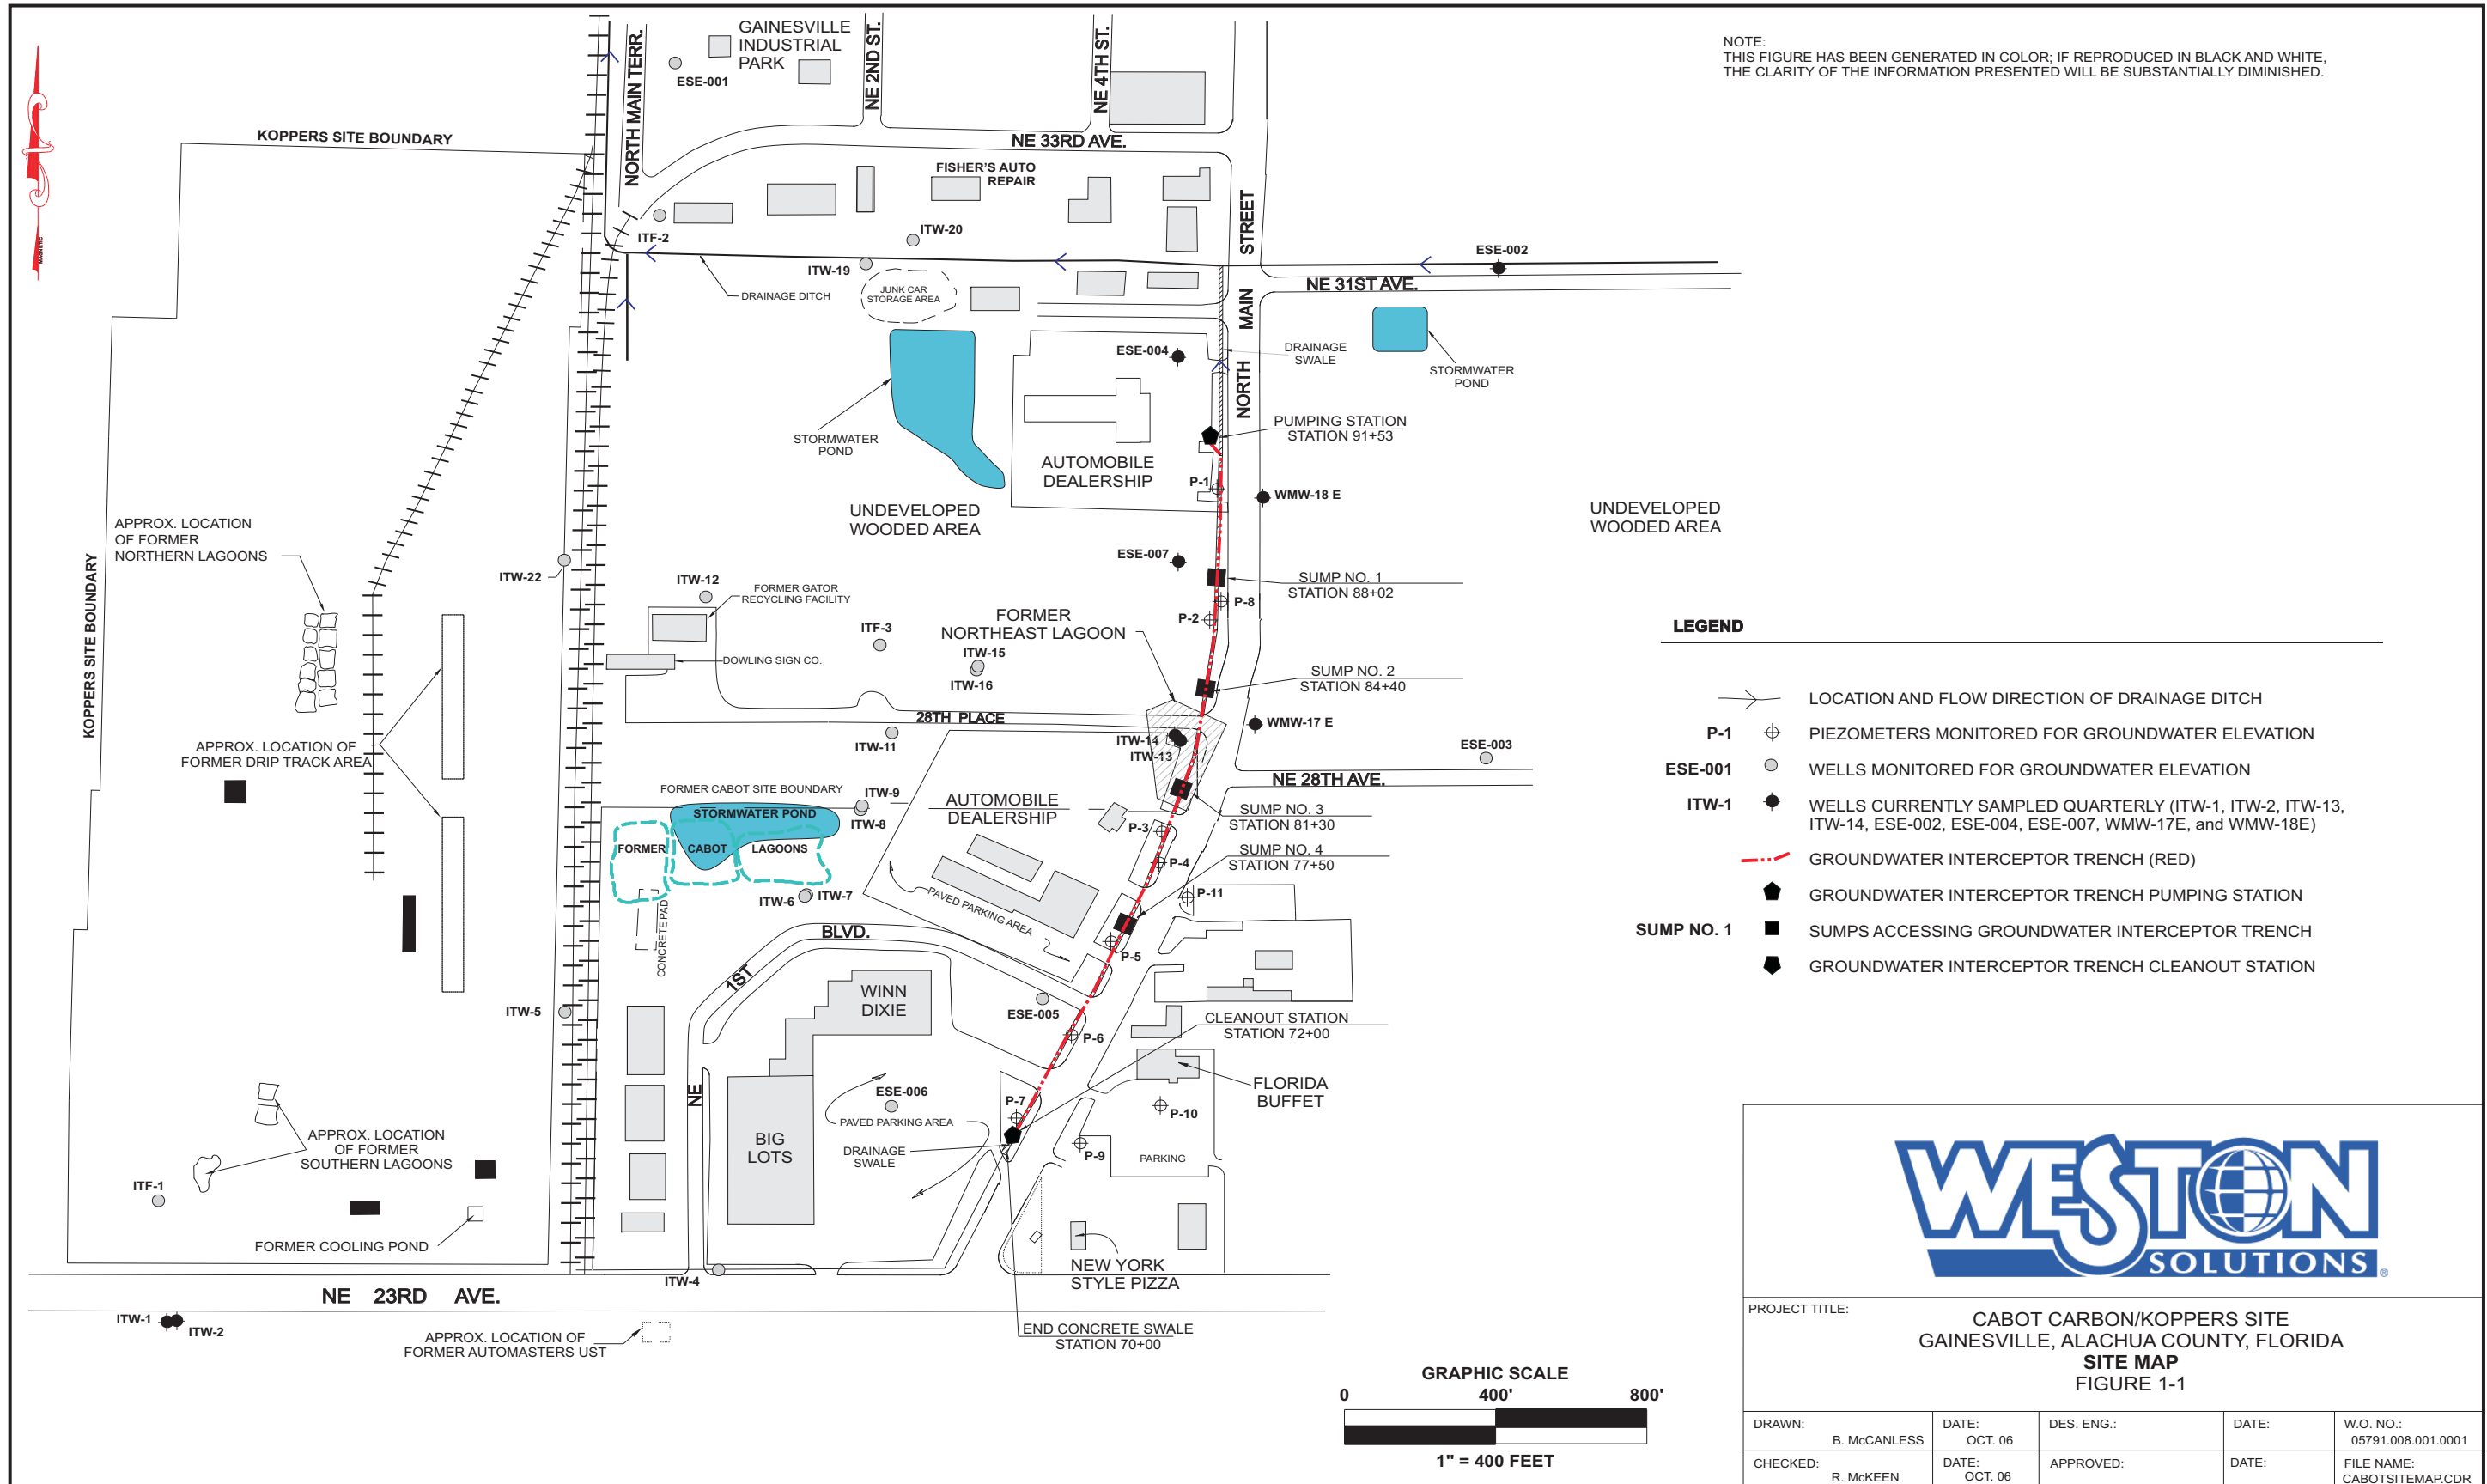 NOTE:
THIS FIGURE HAS BEEN GENERATED IN COLOR; IF REPRODUCED IN BLACK AND WHITE,
THE CLARITY OF THE INFORMATION PRESENTED WILL BE SUBSTANTIALLY DIMINISHED.
MAGNETIC
GAINESVILLE
INDUSTRIAL
PARK
ESE-001
NORTH MAIN TERR.
NE 2ND ST.
NE 4TH ST.
KOPPERS SITE BOUNDARY
NE 33RD AVE.
FISHER'S AUTO
REPAIR
ITF-2
ITW-20
ITW-19
NORTH MAIN STREET
ESE-002
NE 31ST AVE.
DRAINAGE DITCH
JUNK CAR
STORAGE AREA
ESE-004
DRAINAGE
SWALE
STORMWATER
POND
STORMWATER
POND
PUMPING STATION
STATION 91+53
AUTOMOBILE
DEALERSHIP
P-1
WMW-18 E
UNDEVELOPED
WOODED AREA
UNDEVELOPED
WOODED AREA
APPROX. LOCATION
OF FORMER
NORTHERN LAGOONS
KOPPERS SITE BOUNDARY
ITW-22
ITW-12
FORMER GATOR
RECYCLING FACILITY
ESE-007
SUMP NO. 1
STATION 88+02
P-8
P-2
FORMER
NORTHEAST LAGOON
ITF-3
ITW-15
ITW-16
DOWLING SIGN CO.
SUMP NO. 2
STATION 84+40
28TH PLACE
ITW-11
ITW-14
ITW-13
WMW-17 E
ESE-003
NE 28TH AVE.
APPROX. LOCATION OF
FORMER DRIP TRACK AREA
FORMER CABOT SITE BOUNDARY
ITW-9
ITW-8
STORMWATER POND
FORMER CABOT LAGOONS
AUTOMOBILE
DEALERSHIP
SUMP NO. 3
STATION 81+30
P-3
P-4
SUMP NO. 4
STATION 77+50
P-11
PAVED PARKING AREA
ITW-7
ITW-6
CONCRETE PAD
NE 1ST BLVD.
P-5
WINN
DIXIE
ITW-5
ESE-005
P-6
CLEANOUT STATION
STATION 72+00
FLORIDA
BUFFET
ESE-006
PAVED PARKING AREA
P-7
P-10
P-9
PARKING
BIG
LOTS
DRAINAGE
SWALE
APPROX. LOCATION
OF FORMER
SOUTHERN LAGOONS
ITF-1
FORMER COOLING POND
ITW-4
NEW YORK
STYLE PIZZA
NE 23RD AVE.
ITW-1
ITW-2
APPROX. LOCATION OF
FORMER AUTOMASTERS UST
END CONCRETE SWALE
STATION 70+00
LEGEND
LOCATION AND FLOW DIRECTION OF DRAINAGE DITCH
P-1 PIEZOMETERS MONITORED FOR GROUNDWATER ELEVATION
ESE-001 WELLS MONITORED FOR GROUNDWATER ELEVATION
ITW-1 WELLS CURRENTLY SAMPLED QUARTERLY (ITW-1, ITW-2, ITW-13,
ITW-14, ESE-002, ESE-004, ESE-007, WMW-17E, and WMW-18E)
GROUNDWATER INTERCEPTOR TRENCH (RED)
GROUNDWATER INTERCEPTOR TRENCH PUMPING STATION
SUMP NO. 1 SUMPS ACCESSING GROUNDWATER INTERCEPTOR TRENCH
GROUNDWATER INTERCEPTOR TRENCH CLEANOUT STATION
GRAPHIC SCALE
0 400' 800'
1" = 400 FEET
WESTON
SOLUTIONS®
PROJECT TITLE:
CABOT CARBON/KOPPERS SITE
GAINESVILLE, ALACHUA COUNTY, FLORIDA
SITE MAP
FIGURE 1-1
DRAWN: B. McCANLESS
DATE: OCT. 06
DES. ENG.:
DATE:
W.O. NO.: 05791.008.001.0001
CHECKED: R. McKEEN
DATE: OCT. 06
APPROVED:
DATE:
FILE NAME: CABOTSITEMAP.CDR